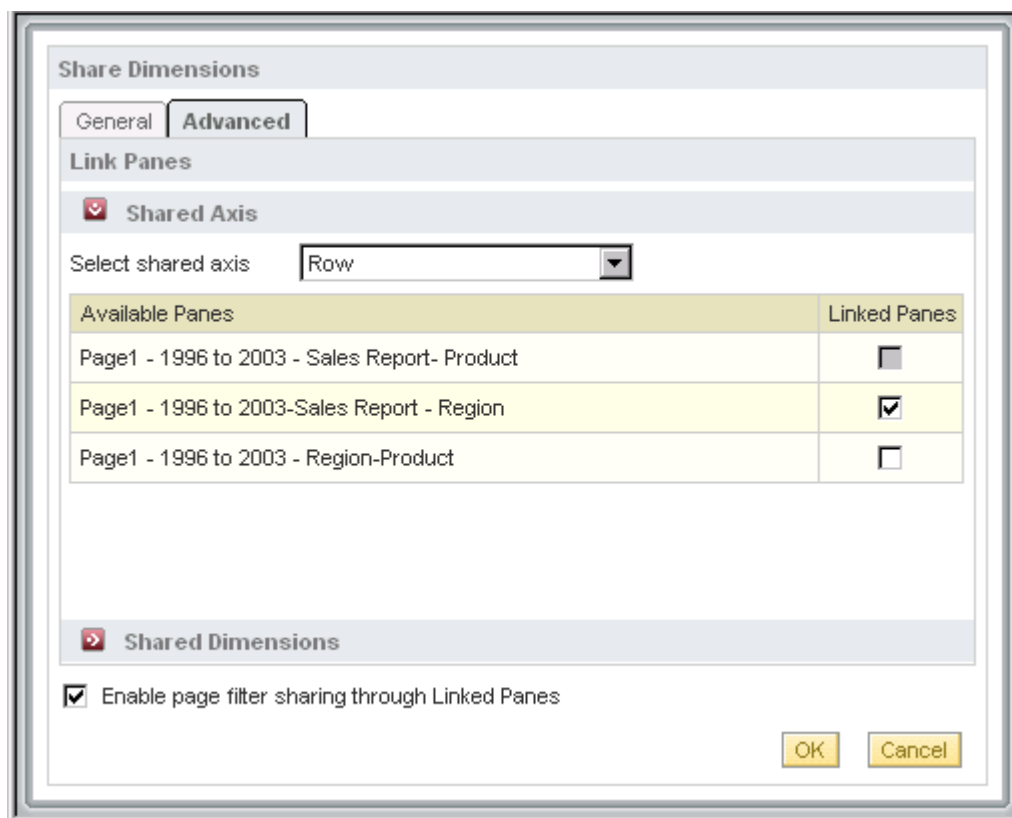 Share Dimensions
General Advanced
Link Panes
Shared Axis
Select shared axis Row
Available Panes Linked Panes
Page1 - 1996 to 2003 - Sales Report- Product
Page1 - 1996 to 2003-Sales Report - Region
Page1 - 1996 to 2003 - Region-Product
Shared Dimensions
Enable page filter sharing through Linked Panes
OK Cancel